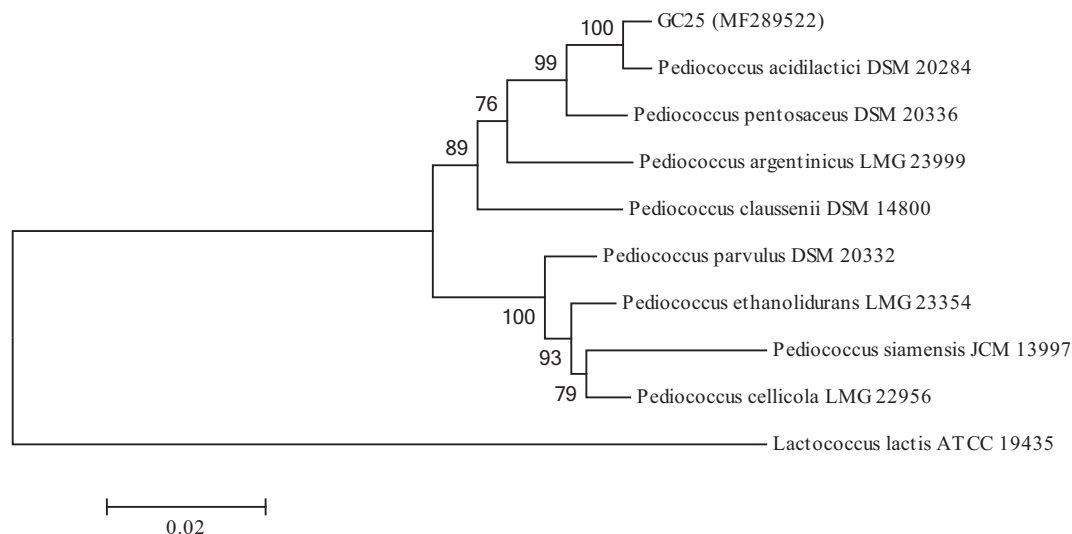 GC25 (MF289522)
100
Pediococcus acidilactici DSM 20284
99
Pediococcus pentosaceus DSM 20336
76
Pediococcus argentinicus LMG 23999
89
Pediococcus claussenii DSM 14800
Pediococcus parvulus DSM 20332
Pediococcus ethanolidurans LMG 23354
100
Pediococcus siamensis JCM 13997
93
Pediococcus cellicola LMG 22956
79
Lactococcus lactis ATCC 19435
0.02